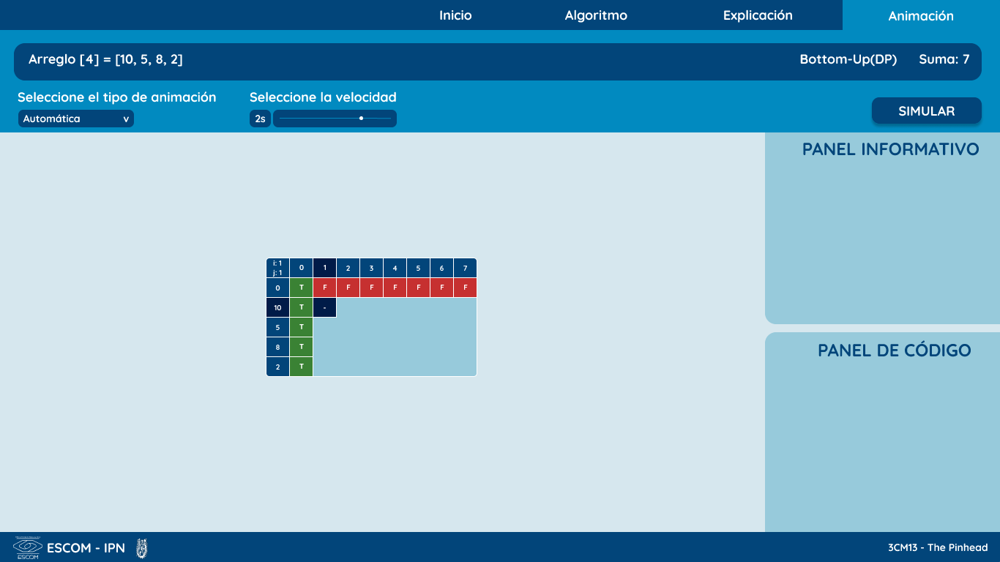 Inicio Algoritmo Explicación Animación
Arreglo [4] = [10, 5, 8, 2] Bottom-Up(DP) Suma: 7
Seleccione el tipo de animación Seleccione la velocidad
Automática v 2s SIMULAR
PANEL INFORMATIVO
i: 1
j: 1
0 1 2 3 4 5 6 7
0 T F F F F F F F
10 T -
5 T
8 T
2 T
PANEL DE CÓDIGO
ESCOM
ESCOM - IPN
3CM13 - The Pinhead